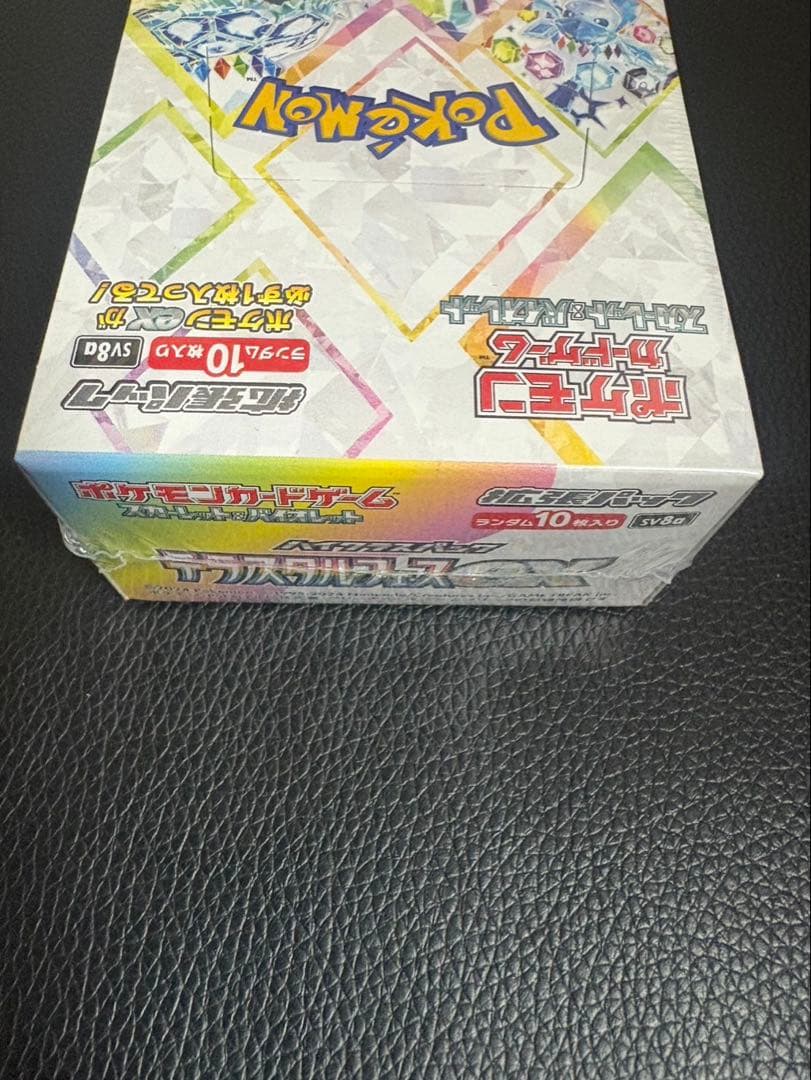 POKÉMON™
ポケモン
カードゲーム™
スカーレット&バイオレット
拡張パック
ランダム10枚入り SV8a
ポケモンexが
必ず1枚入ってる!
ポケモンカードゲーム™
スカーレット&バイオレット
拡張パック
ランダム10枚入り SV8a
ハイクラスパック
テラスタルフェスex